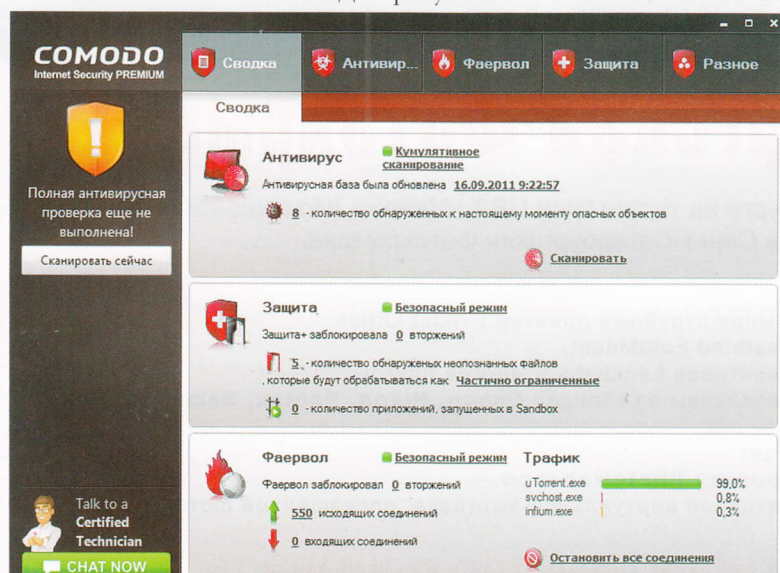 COMODO
Internet Security PREMIUM
Сводка
Антивир...
Фаервол
Защита
Разное
Сводка
Полная антивирусная
проверка еще не
выполнена!
Сканировать сейчас
Антивирус
Кумулятивное
сканирование
Антивирусная база была обновлена 16.09.2011 9:22:57
8 - количество обнаруженных к настоящему моменту опасных объектов
Сканировать
Защита
Безопасный режим
Защита+ заблокировала 0 вторжений
5 - количество обнаруженых неопознанных файлов
, которые будут обрабатываться как Частично ограниченные
0 - количество приложений, запущенных в Sandbox
Фаервол
Безопасный режим
Фаервол заблокировал 0 вторжений
550 исходящих соединений
0 входящих соединений
Трафик
uTorrent.exe 99,0%
svchost.exe 0,8%
infium.exe 0,3%
Остановить все соединения
Talk to a
Certified
Technician
CHAT NOW